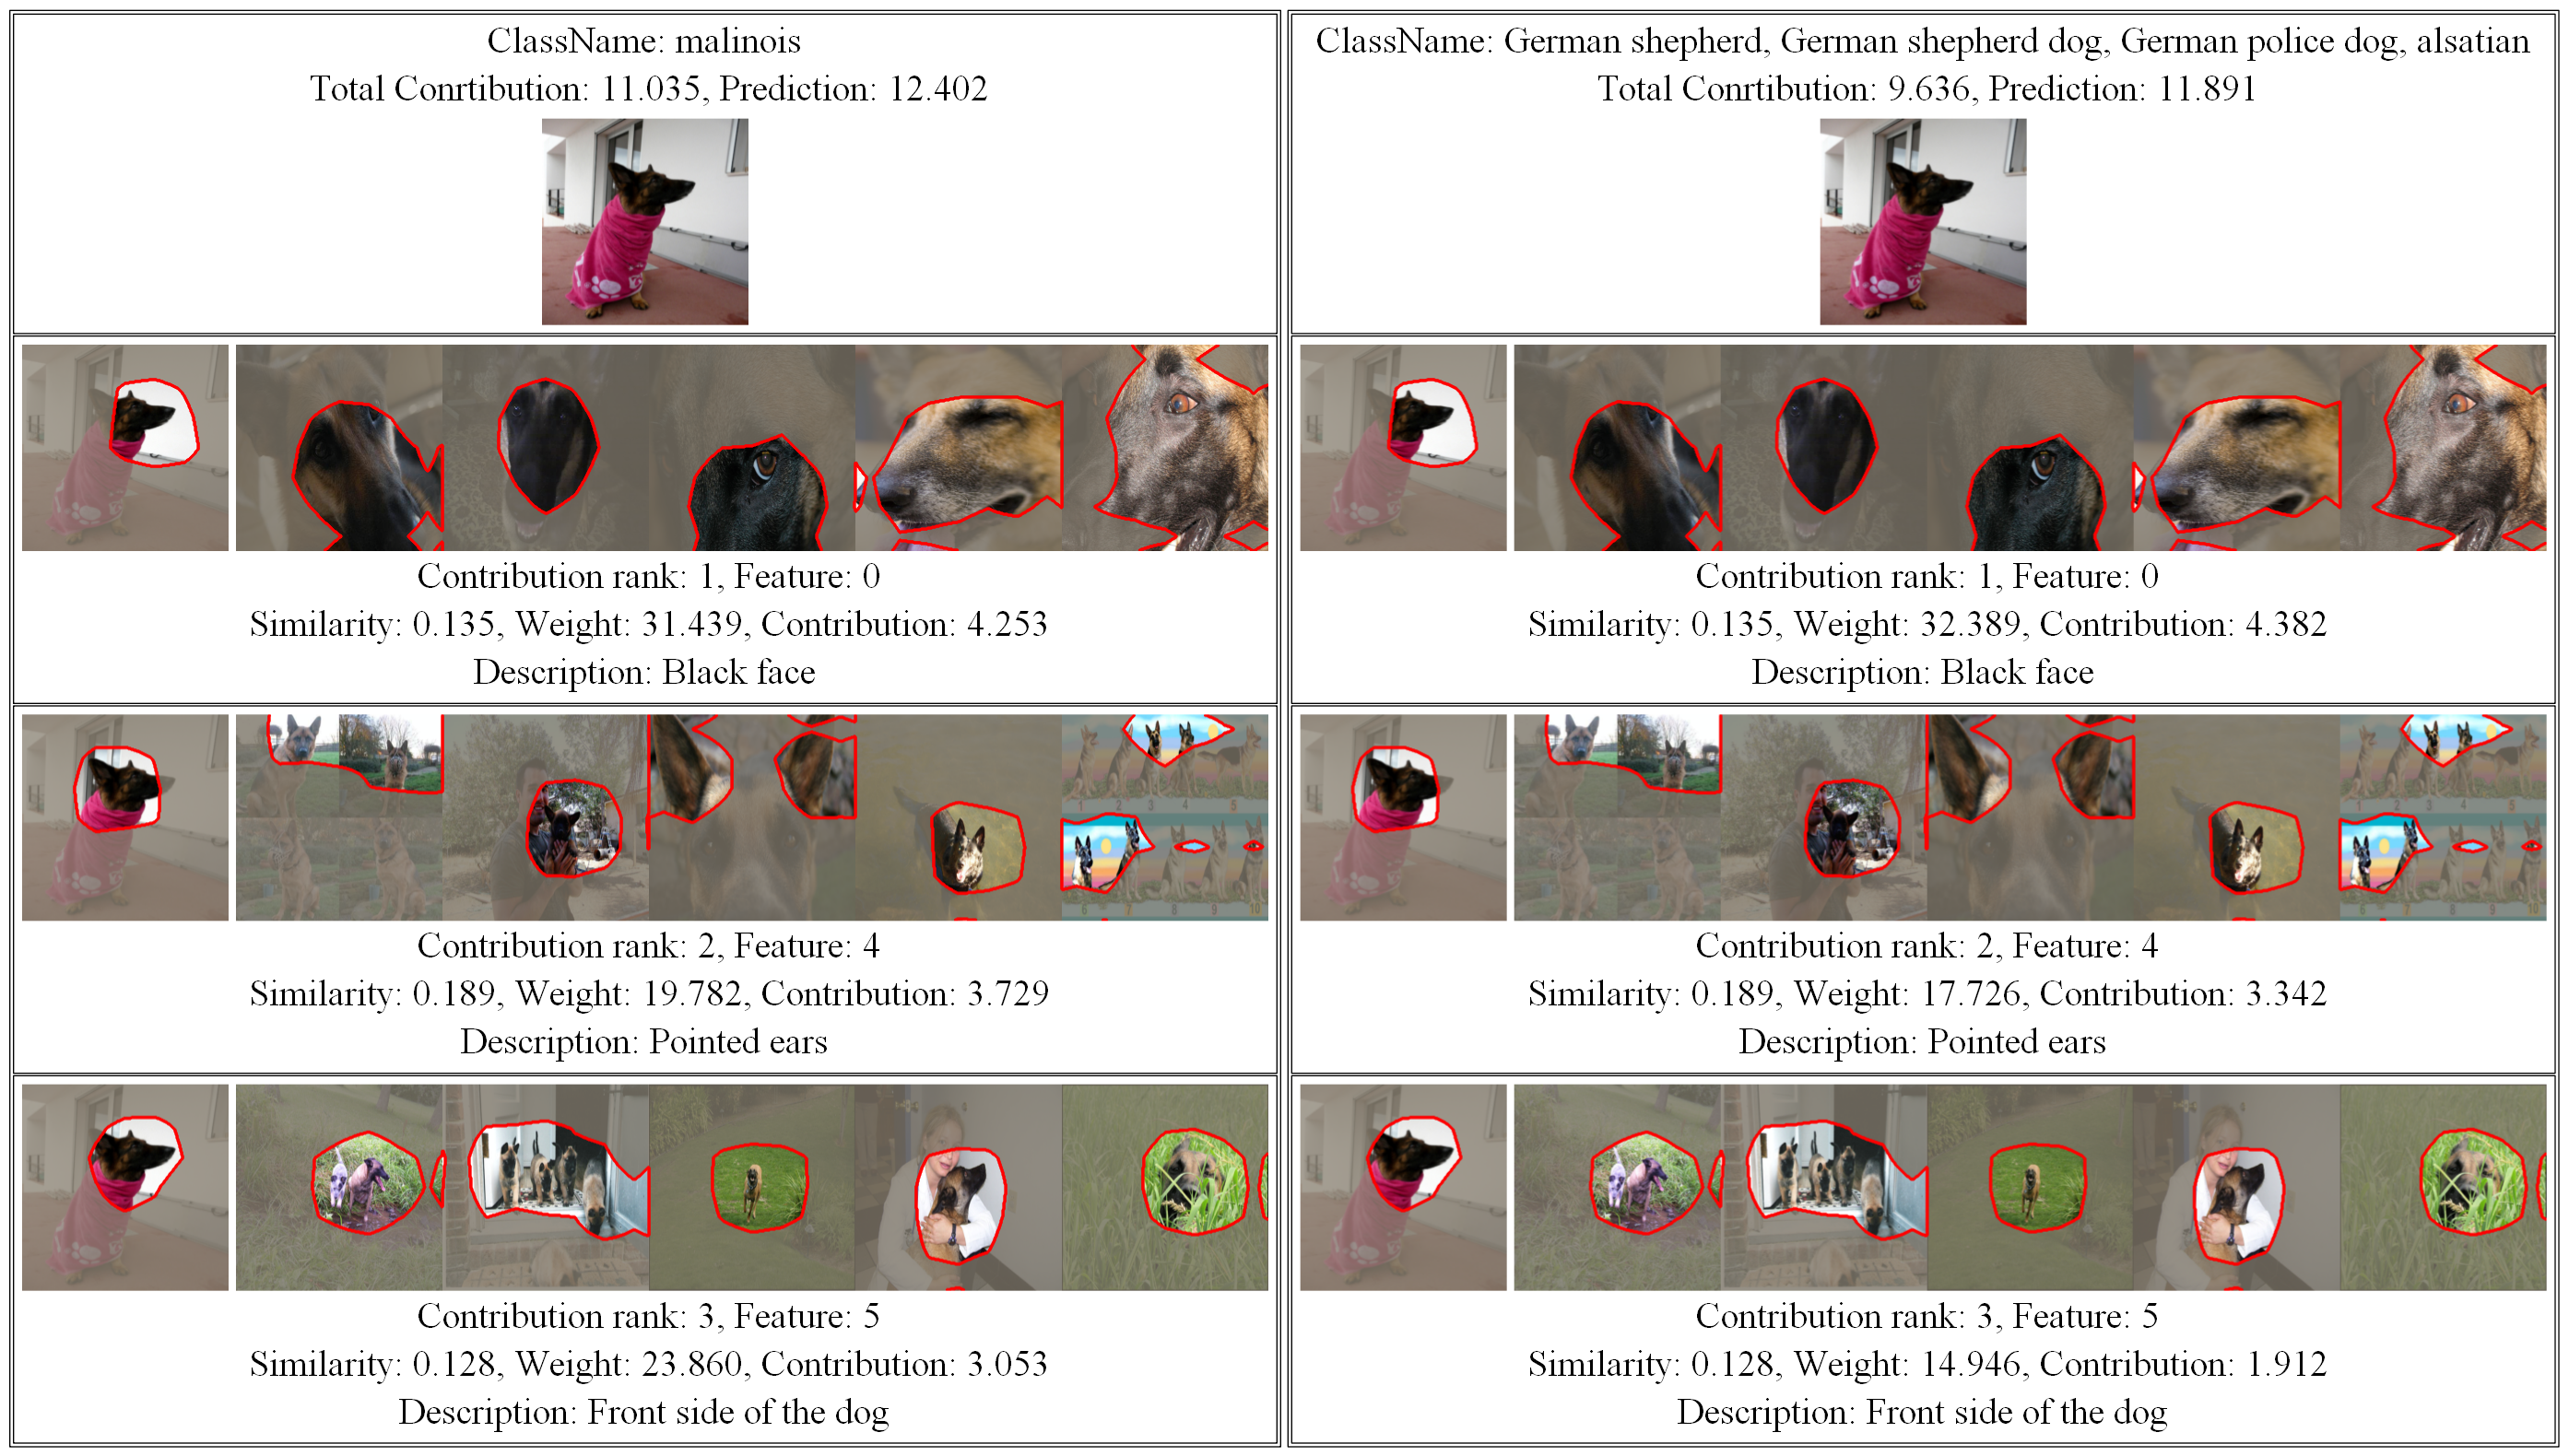 ClassName: malinois
Total Conrtibution: 11.035, Prediction: 12.402
Contribution rank: 1, Feature: 0
Similarity: 0.135, Weight: 31.439, Contribution: 4.253
Description: Black face
Contribution rank: 2, Feature: 4
Similarity: 0.189, Weight: 19.782, Contribution: 3.729
Description: Pointed ears
Contribution rank: 3, Feature: 5
Similarity: 0.128, Weight: 23.860, Contribution: 3.053
Description: Front side of the dog
ClassName: German shepherd, German shepherd dog, German police dog, alsatian
Total Conrtibution: 9.636, Prediction: 11.891
Contribution rank: 1, Feature: 0
Similarity: 0.135, Weight: 32.389, Contribution: 4.382
Description: Black face
Contribution rank: 2, Feature: 4
Similarity: 0.189, Weight: 17.726, Contribution: 3.342
Description: Pointed ears
Contribution rank: 3, Feature: 5
Similarity: 0.128, Weight: 14.946, Contribution: 1.912
Description: Front side of the dog